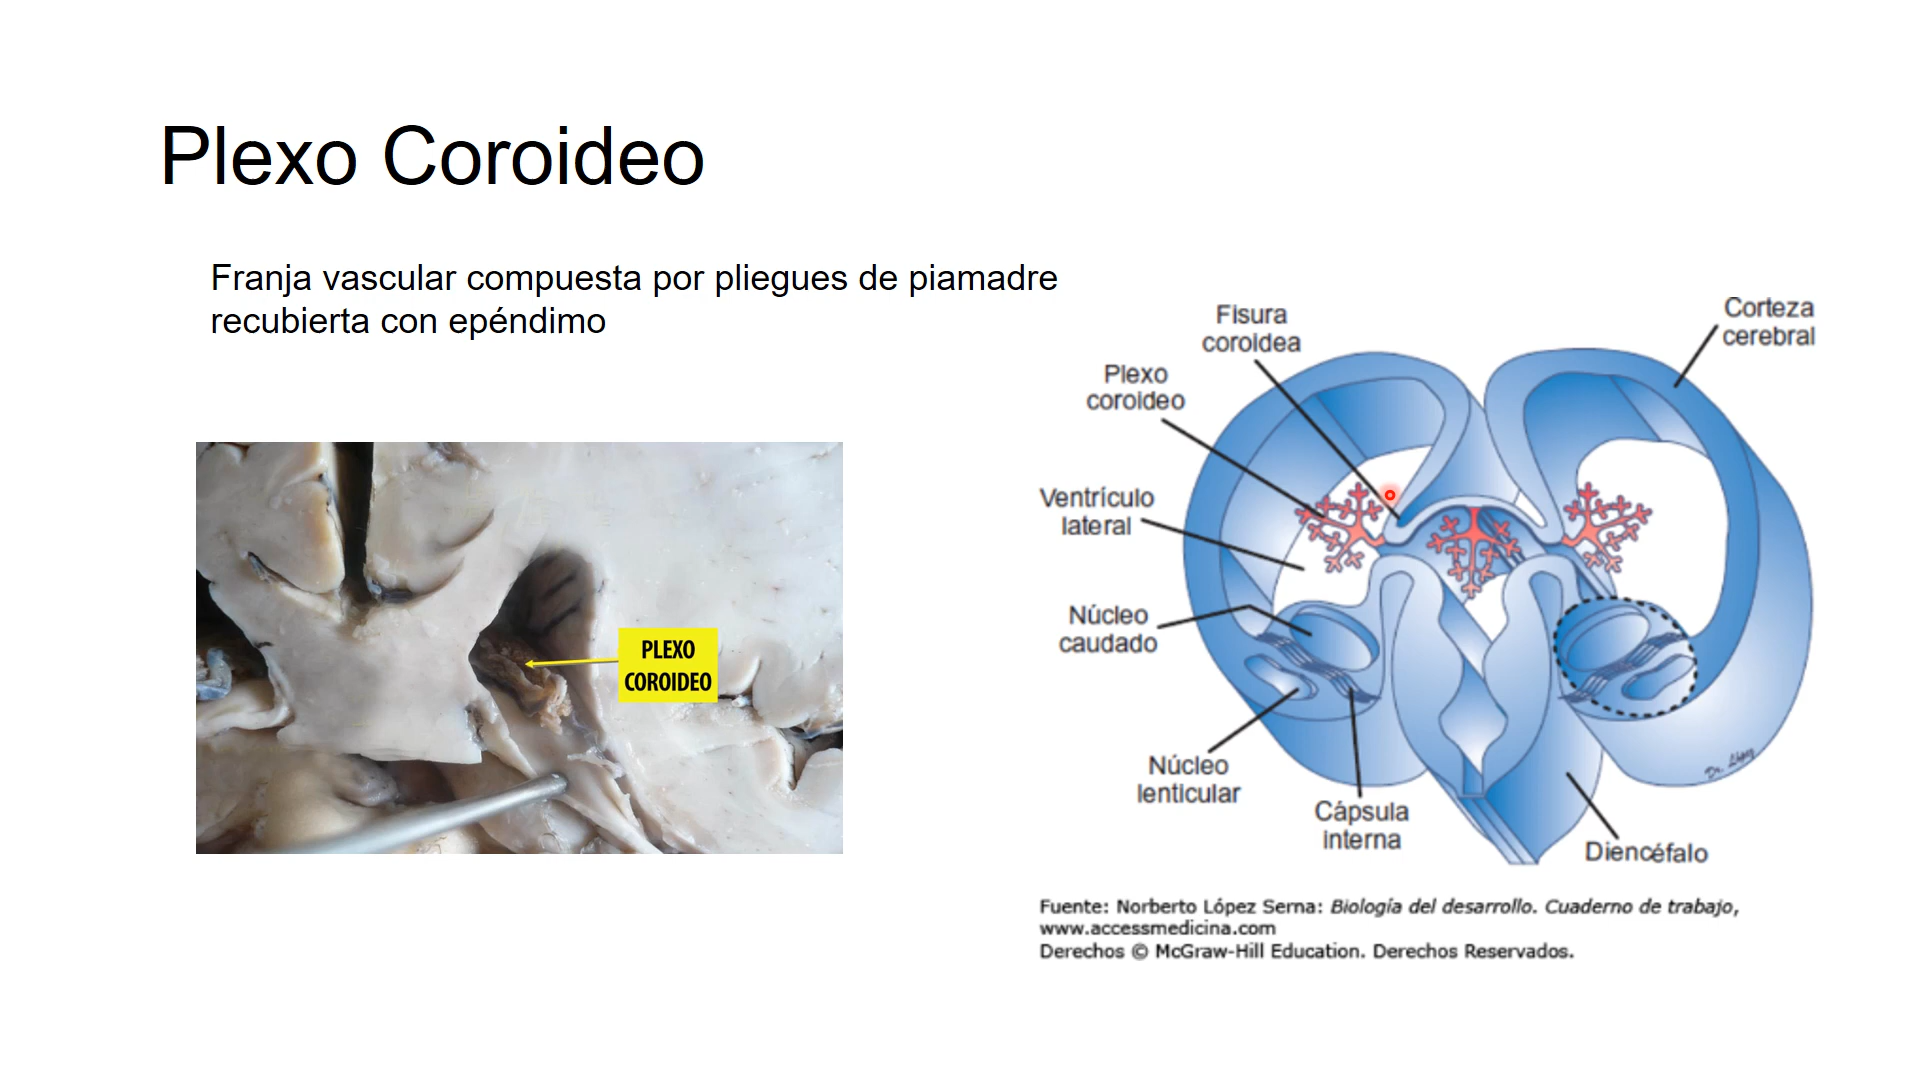 Plexo Coroideo
Franja vascular compuesta por pliegues de piamadre
recubierta con epéndimo
PLEXO
COROIDEO
Fisura
coroidea
Corteza
cerebral
Plexo
coroideo
Ventrículo
lateral
Núcleo
caudado
Núcleo
lenticular
Cápsula
interna
Diencéfalo
Dr. López
Fuente: Norberto López Serna: Biología del desarrollo. Cuaderno de trabajo,
www.accessmedicina.com
Derechos © McGraw-Hill Education. Derechos Reservados.